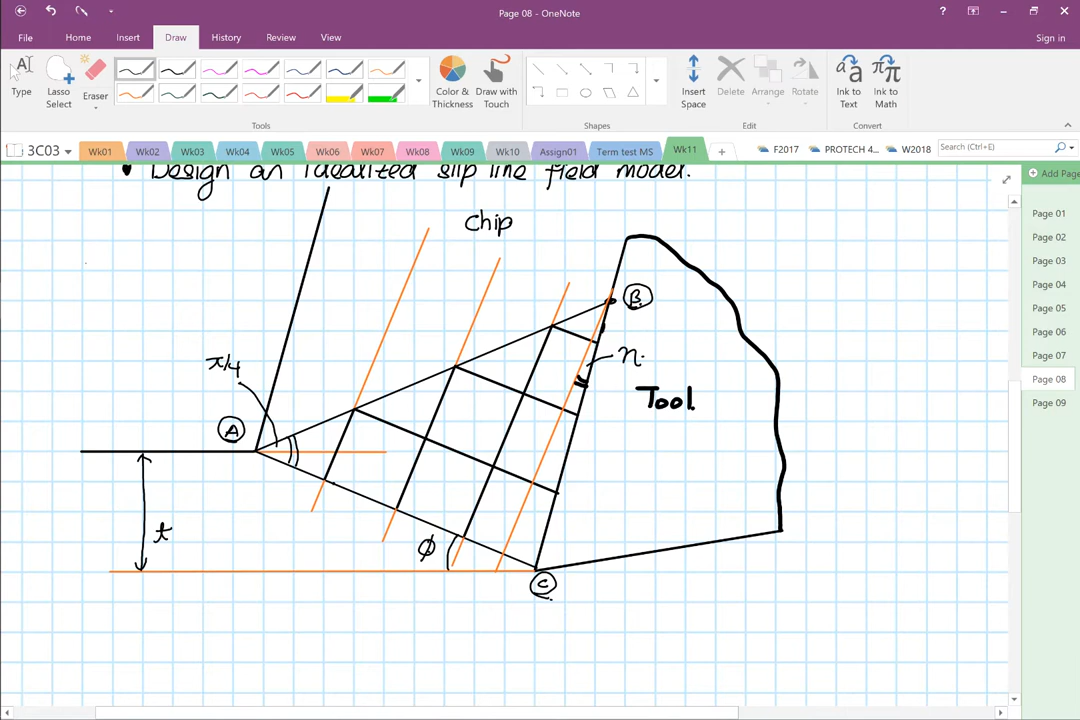 Page 08 - OneNote
File Home Insert Draw History Review View Sign in
Type
Lasso Select
Eraser
Color & Thickness
Draw with Touch
Insert Space
Delete
Arrange
Rotate
Ink to Text
Ink to Math
Tools
Shapes
Edit
Convert
3C03 Wk01 Wk02 Wk03 Wk04 Wk05 Wk06 Wk07 Wk08 Wk09 Wk10 Assign01 Term test MS Wk11 F2017 PROTECH 4... W2018 Search (Ctrl+E)
Add Page
Page 01
Page 02
Page 03
Page 04
Page 05
Page 06
Page 07
Page 08
Page 09
• Design an idealized slip line field model.
Chip
B
π/4
η
Tool
A
t
ϕ
C